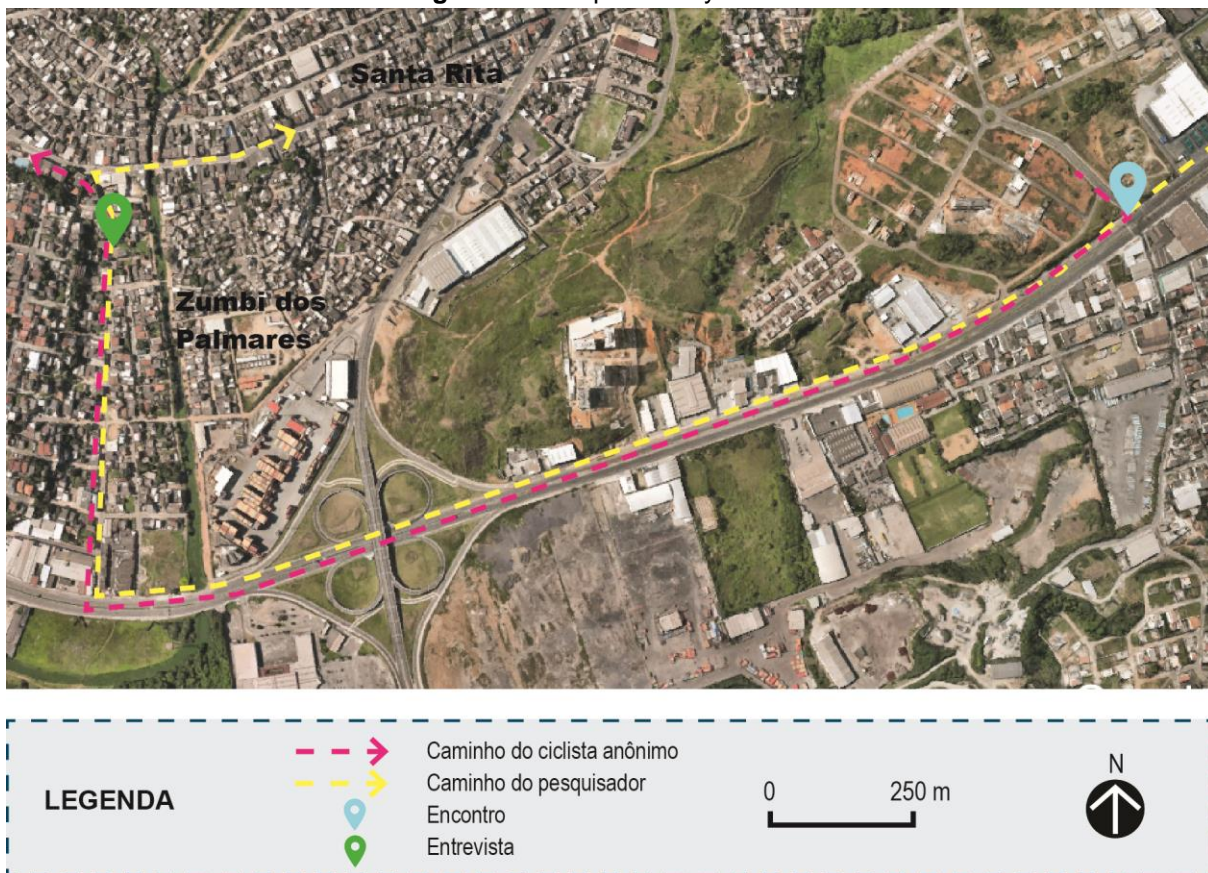 Santa Rita
Zumbi dos
Palmares
LEGENDA
Caminho do ciclista anônimo
Caminho do pesquisador
Encontro
Entrevista
0 250 m
N